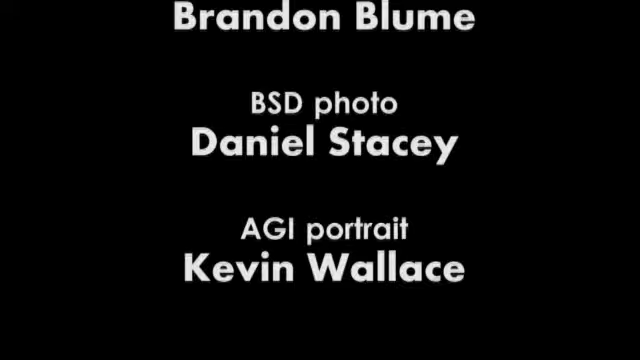 Brandon Blume
BSD photo
Daniel Stacey
AGI portrait
Kevin Wallace